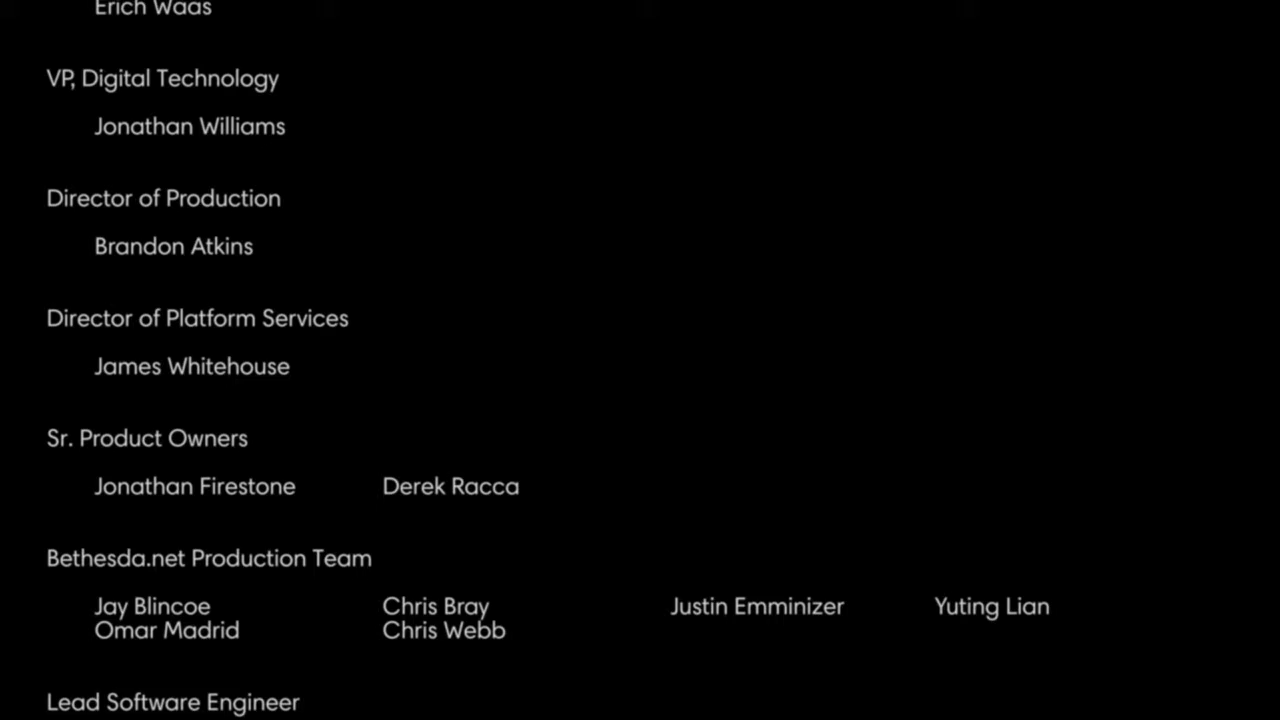 Erich Waas
VP, Digital Technology
Jonathan Williams
Director of Production
Brandon Atkins
Director of Platform Services
James Whitehouse
Sr. Product Owners
Jonathan Firestone Derek Racca
Bethesda.net Production Team
Jay Blincoe Chris Bray Justin Emminizer Yuting Lian
Omar Madrid Chris Webb
Lead Software Engineer